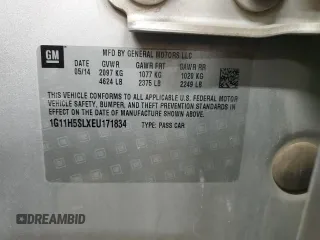 GM
MFD BY GENERAL MOTORS LLC
05/14
GVWR
2097 KG
4624 LB
GAWR FRT
1077 KG
2375 LB
GAWR RR
1020 KG
2249 LB
THIS VEHICLE CONFORMS TO ALL APPLICABLE U.S. FEDERAL MOTOR
VEHICLE SAFETY, BUMPER, AND THEFT PREVENTION STANDARDS
IN EFFECT ON THE DATE OF MANUFACTURE SHOWN ABOVE.
1G11H5SLXEU171834
TYPE: PASS CAR
DREAMBID